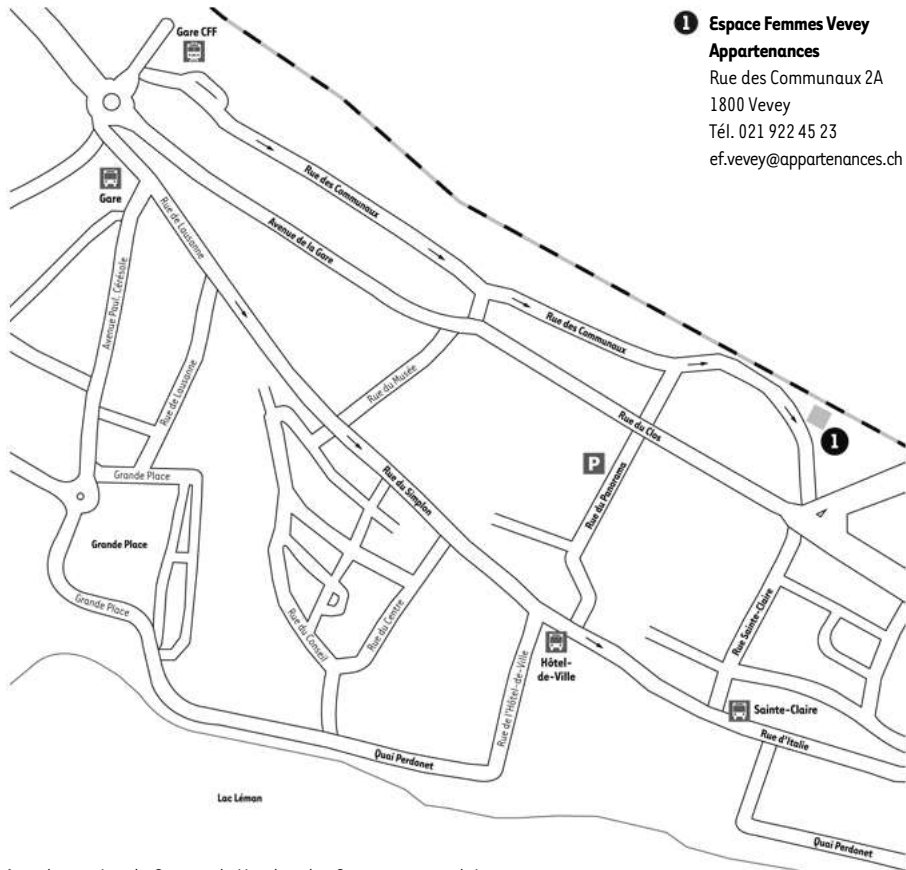 1 Espace Femmes Vevey
Appartenances
Rue des Communaux 2A
1800 Vevey
Tél. 021 922 45 23
ef.vevey@appartenances.ch
Gare CFF
Gare
Rue des Communaux
Rue de Lausanne
Avenue de la Gare
Avenue Paul. Cérésole
Rue des Communaux
Rue de Lausanne
Rue du Musée
Rue du Clos
1
P
Grande Place
Rue du Simplon
Rue du Panorama
Grande Place
Grande Place
Rue du Conseil
Rue du Centre
Rue Sainte-Claire
Hôtel-
de-Ville
Rue de l'Hôtel-de-Ville
Sainte-Claire
Rue d'Italie
Quai Perdonet
Lac Léman
Quai Perdonet